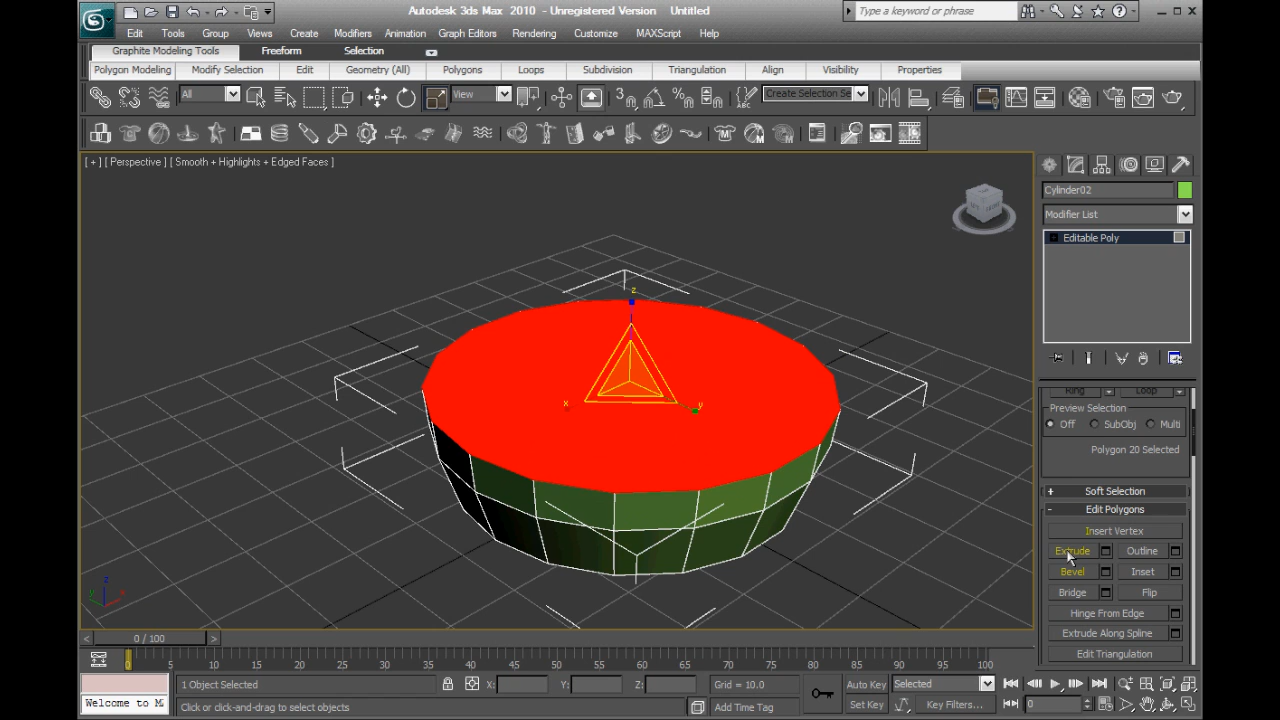 Autodesk 3ds Max 2010 - Unregistered Version Untitled
Type a keyword or phrase
Edit Tools Group Views Create Modifiers Animation Graph Editors Rendering Customize MAXScript Help
Graphite Modeling Tools Freeform Selection
Polygon Modeling Modify Selection Edit Geometry (All) Polygons Loops Subdivision Triangulation Align Visibility Properties
All View Create Selection Se
[ + ] [ Perspective ] [ Smooth + Highlights + Edged Faces ]
Cylinder02
Modifier List
Editable Poly
z
x
y
Ring Loop
Preview Selection
Off SubObj Multi
Polygon 20 Selected
+ Soft Selection
- Edit Polygons
Insert Vertex
Extrude Outline
Bevel Inset
Bridge Flip
Hinge From Edge
Extrude Along Spline
Edit Triangulation
z
y
x
< 0 / 100 >
0 5 10 15 20 25 30 35 40 45 50 55 60 65 70 75 80 85 90 95 100
1 Object Selected X: Y: Z: Grid = 10.0 Auto Key Selected
Welcome to M Click or click-and-drag to select objects Add Time Tag Set Key Key Filters... 0